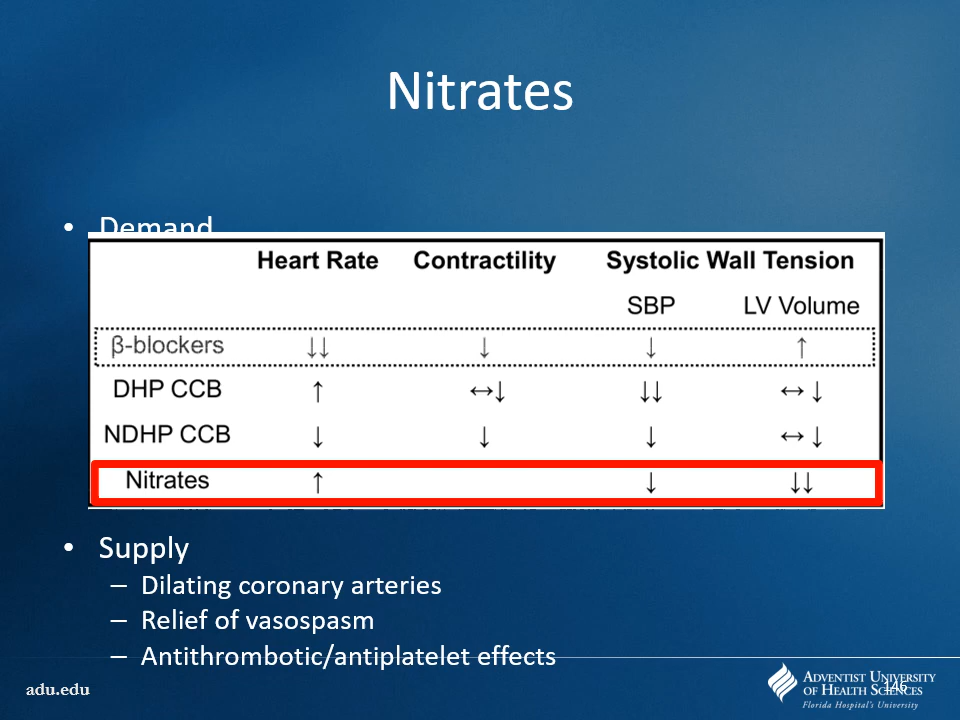 Nitrates
• Demand
Heart Rate Contractility Systolic Wall Tension
SBP LV Volume
β-blockers ↓↓ ↓ ↓ ↑
DHP CCB ↑ ↔↓ ↓↓ ↔ ↓
NDHP CCB ↓ ↓ ↓ ↔ ↓
Nitrates ↑ ↓ ↓↓
• Supply
– Dilating coronary arteries
– Relief of vasospasm
– Antithrombotic/antiplatelet effects
adu.edu
ADVENTIST UNIVERSITY
OF HEALTH SCIENCES
Florida Hospital's University
146